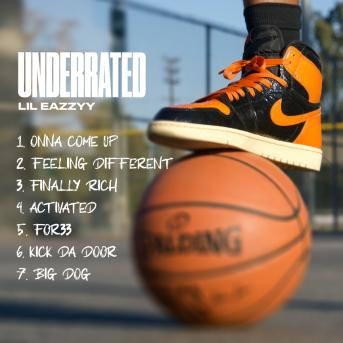 UNDERRATED
LIL EAZZYY
1. ONNA COME UP
2. FEELING DIFFERENT
3. FINALLY RICH
4. ACTIVATED
5. FOR33
6. KICK DA DOOR
7. BIG DOG
SPALDING